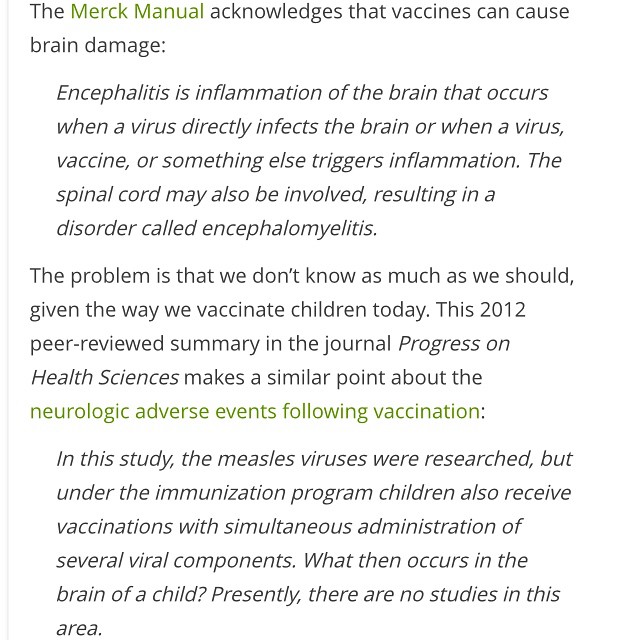 The Merck Manual acknowledges that vaccines can cause
brain damage:
Encephalitis is inflammation of the brain that occurs
when a virus directly infects the brain or when a virus,
vaccine, or something else triggers inflammation. The
spinal cord may also be involved, resulting in a
disorder called encephalomyelitis.
The problem is that we don’t know as much as we should,
given the way we vaccinate children today. This 2012
peer-reviewed summary in the journal Progress on
Health Sciences makes a similar point about the
neurologic adverse events following vaccination:
In this study, the measles viruses were researched, but
under the immunization program children also receive
vaccinations with simultaneous administration of
several viral components. What then occurs in the
brain of a child? Presently, there are no studies in this
area.